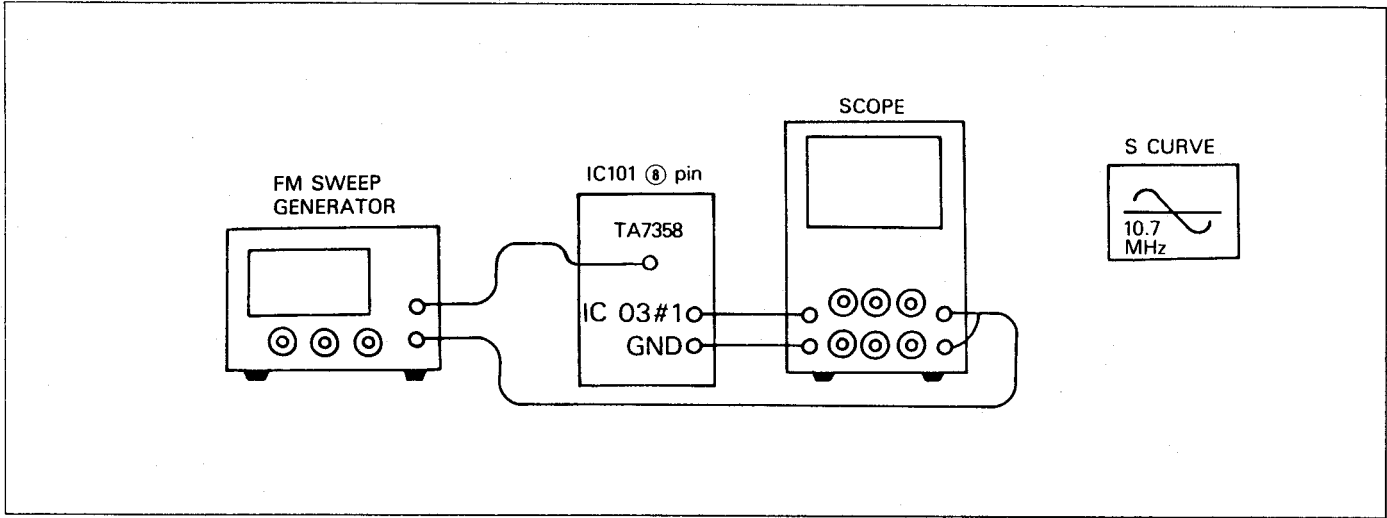 SCOPE
S CURVE
10.7
MHz
FM SWEEP
GENERATOR
IC101 ⑧ pin
TA7358
IC 03#1
GND